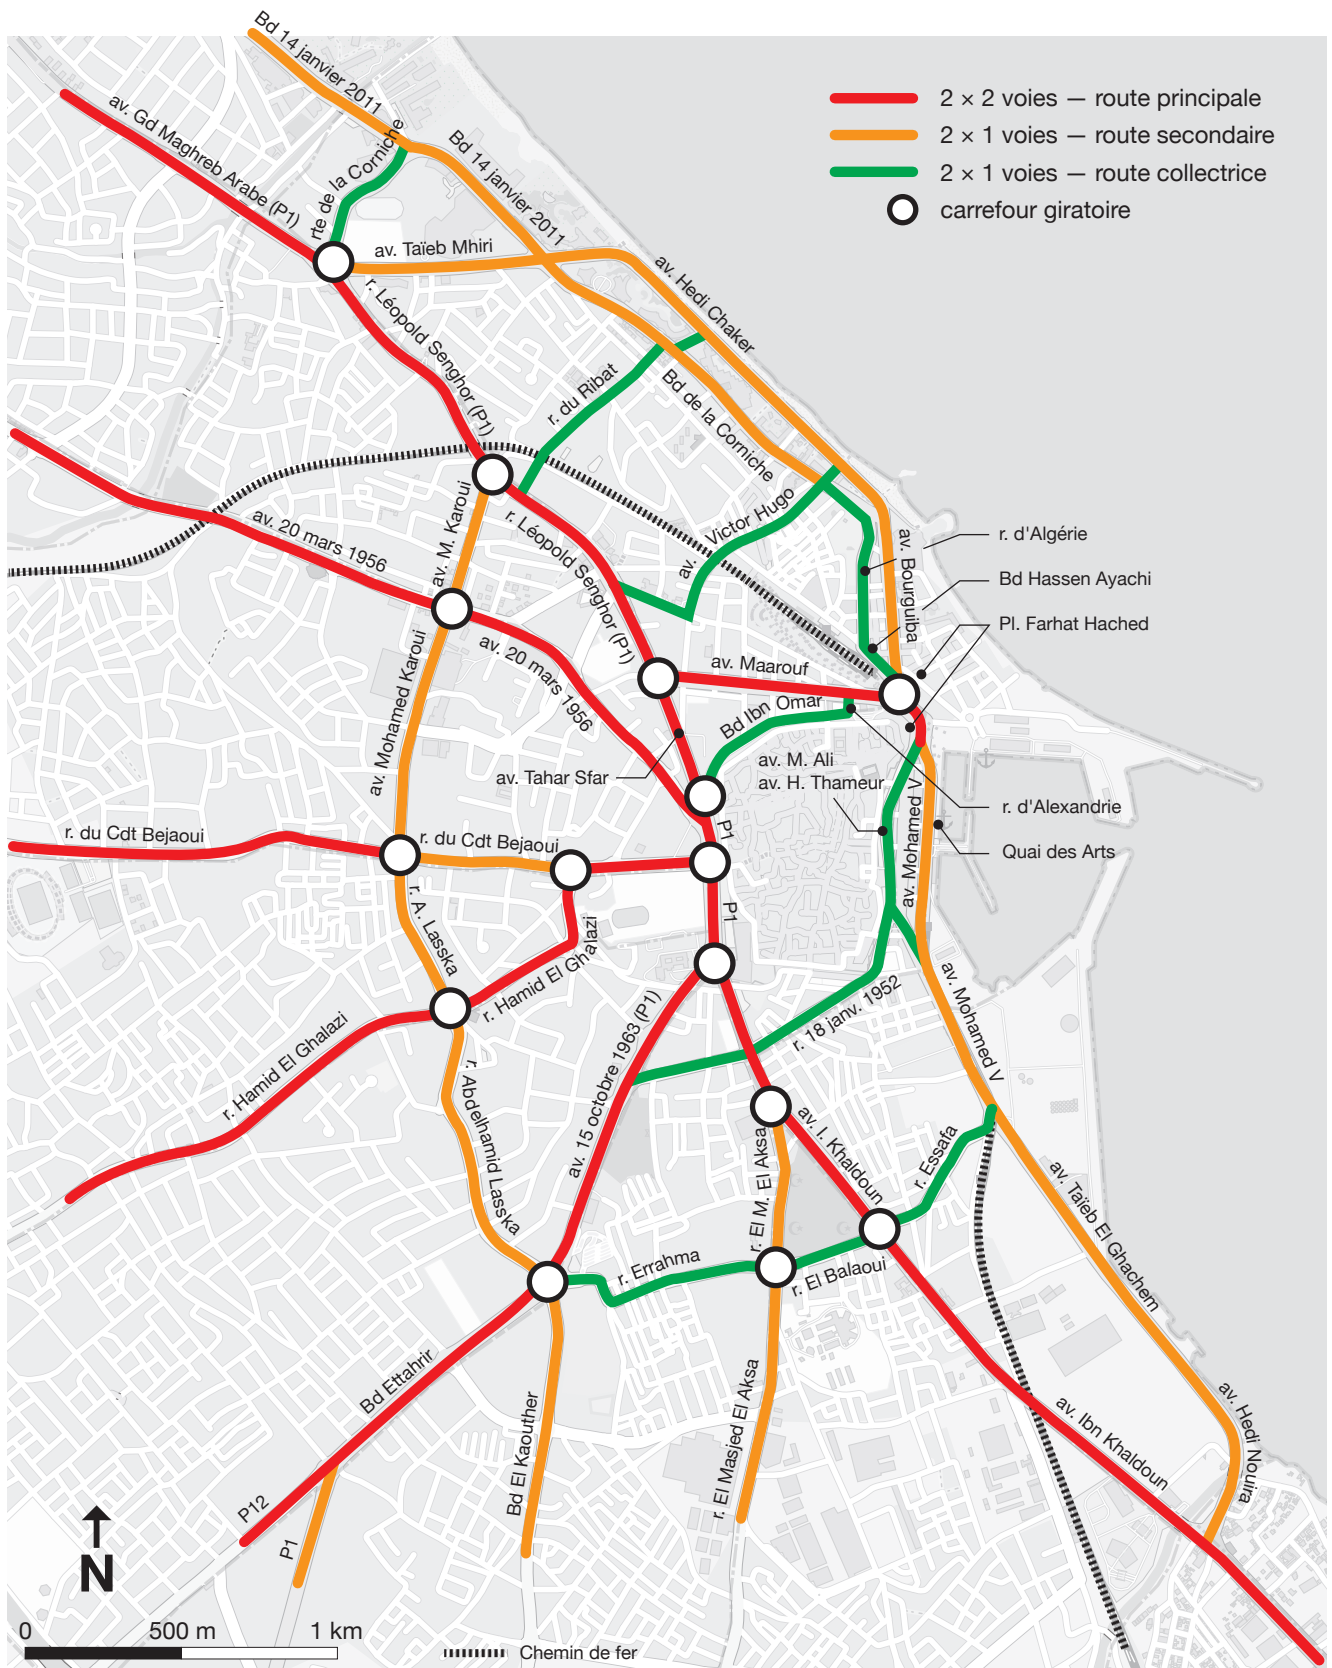 Bd 14 janvier 2011
av. Gd Maghreb Arabe (P1)
rte de la Corniche
Bd 14 janvier 2011
2 × 2 voies — route principale
2 × 1 voies — route secondaire
2 × 1 voies — route collectrice
carrefour giratoire
av. Taïeb Mhiri
av. Hedi Chaker
r. Léopold Senghor (P1)
r. du Ribat
Bd de la Corniche
av. 20 mars 1956
av. M. Karoui
r. Léopold Senghor (P1)
av. Victor Hugo
av. Bourguiba
r. d'Algérie
Bd Hassen Ayachi
Pl. Farhat Hached
av. Mohamed Karoui
av. 20 mars 1956
av. Maarouf
Bd Ibn Omar
av. Tahar Sfar
av. M. Ali
av. H. Thameur
av. Mohamed V
r. d'Alexandrie
Quai des Arts
r. du Cdt Bejaoui
r. du Cdt Bejaoui
P1
P1
r. A. Lasska
r. Hamid El Ghalazi
r. Hamid El Ghalazi
av. 15 octobre 1963 (P1)
r. 18 janv. 1952
av. Mohamed V
r. Abdelhamid Lasska
r. El M. El Aksa
av. I. Khaldoun
r. Essafa
av. Taïeb El Ghachem
r. Errahma
r. El Balaoui
Bd Ettahrir
Bd El Kaouther
r. El Masjed El Aksa
av. Ibn Khaldoun
av. Hedi Nouira
P12
P1
N
0 500 m 1 km
Chemin de fer